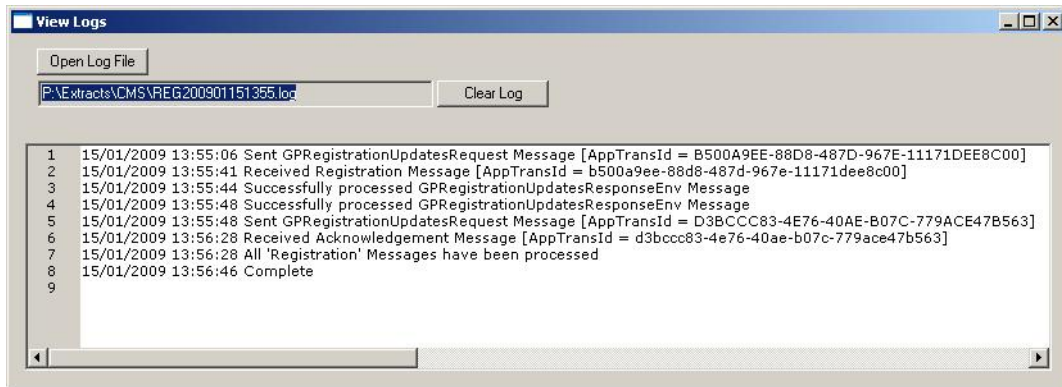 View Logs
Open Log File
P:\Extracts\CMS\REG200901151355.log Clear Log
1 15/01/2009 13:55:06 Sent GPRegistrationUpdatesRequest Message [AppTransId = B500A9EE-88D8-487D-967E-11171DEE8C00]
2 15/01/2009 13:55:41 Received Registration Message [AppTransId = b500a9ee-88d8-487d-967e-11171dee8c00]
3 15/01/2009 13:55:44 Successfully processed GPRegistrationUpdatesResponseEnv Message
4 15/01/2009 13:55:48 Successfully processed GPRegistrationUpdatesResponseEnv Message
5 15/01/2009 13:55:48 Sent GPRegistrationUpdatesRequest Message [AppTransId = D3BCCC83-4E76-40AE-B07C-779ACE47B563]
6 15/01/2009 13:56:28 Received Acknowledgement Message [AppTransId = d3bccc83-4e76-40ae-b07c-779ace47b563]
7 15/01/2009 13:56:28 All 'Registration' Messages have been processed
8 15/01/2009 13:56:46 Complete
9